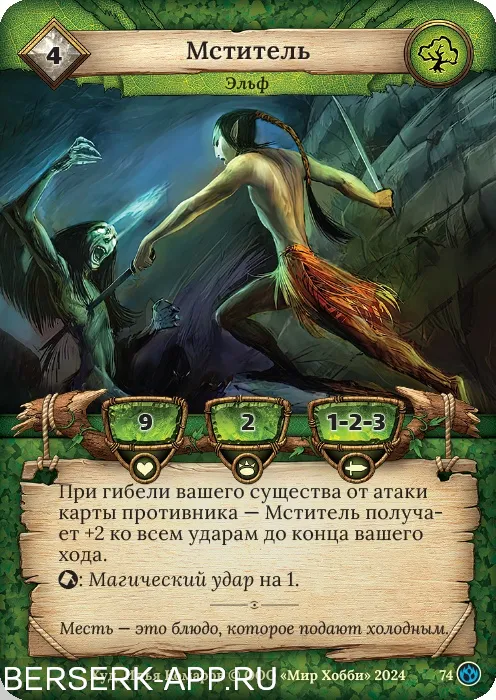 4
Мститель
Эльф
9
2
1-2-3
При гибели вашего существа от атаки
карты противника — Мститель получа-
ет +2 ко всем ударам до конца вашего
хода.
: Магический удар на 1.
Месть — это блюдо, которое подают холодным.
© ООО «Мир Хобби» 2024
74
BERSERK-APP.RU